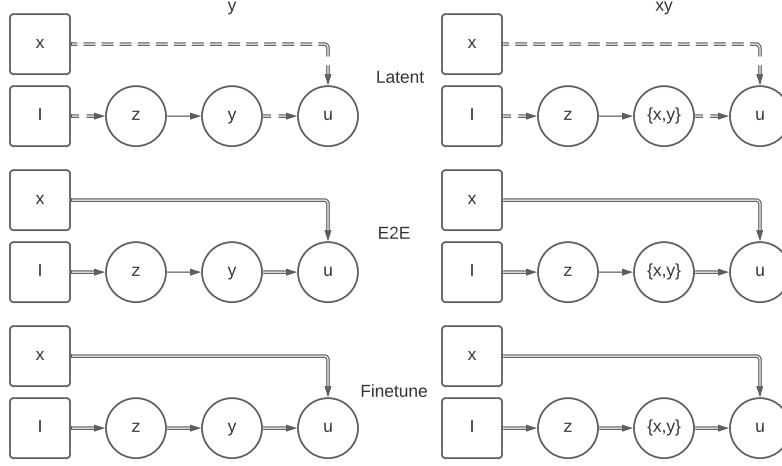 y xy
x x
Latent
I z y u I z {x,y} u
x x
E2E
I z y u I z {x,y} u
x x
Finetune
I z y u I z {x,y} u